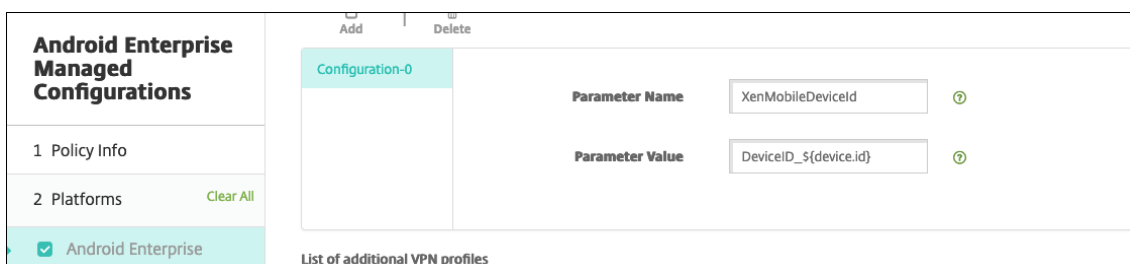 Add
Delete
Android Enterprise
Managed
Configurations
Configuration-0
Parameter Name
XenMobileDeviceId
1 Policy Info
Parameter Value
DeviceID_${device.id}
2 Platforms
Clear All
Android Enterprise
List of additional VPN profiles